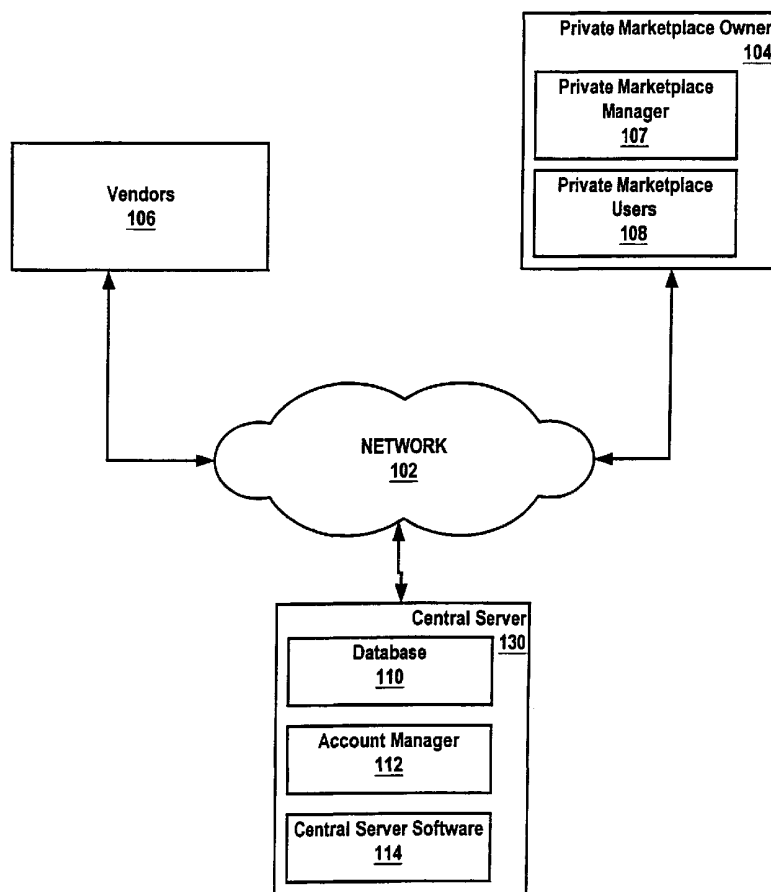 Private Marketplace Owner
104
Private Marketplace
Manager
107
Private Marketplace
Users
108
Vendors
106
NETWORK
102
Central Server
130
Database
110
Account Manager
112
Central Server Software
114